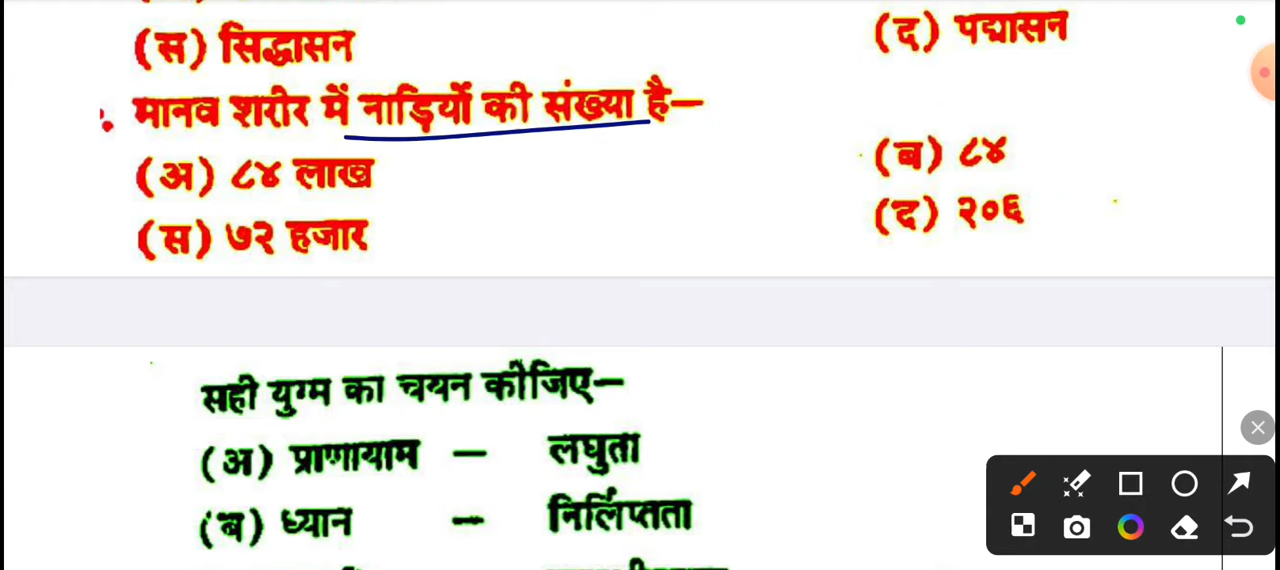 (स) सिद्धासन
(द) पद्मासन
मानव शरीर में नाड़ियों की संख्या है—
(अ) ८४ लाख
(ब) ८४
(स) ७२ हजार
(द) २०६
सही युग्म का चयन कीजिए—
(अ) प्राणायाम — लघुता
(ब) ध्यान — निर्लिप्तता